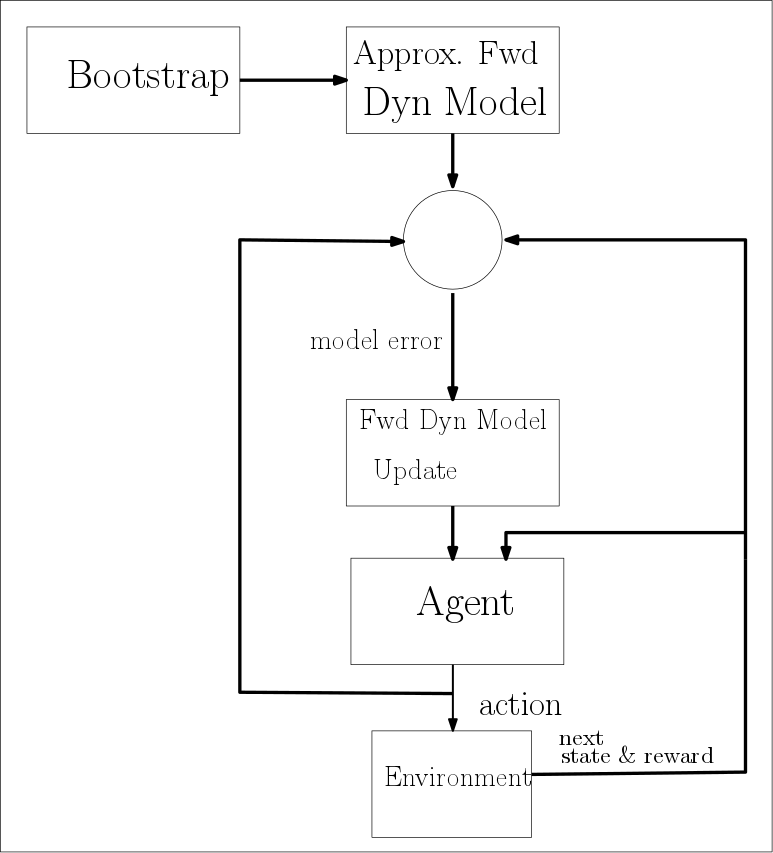 Bootstrap
Approx. Fwd
Dyn Model
model error
Fwd Dyn Model
Update
Agent
action
next
state & reward
Environment